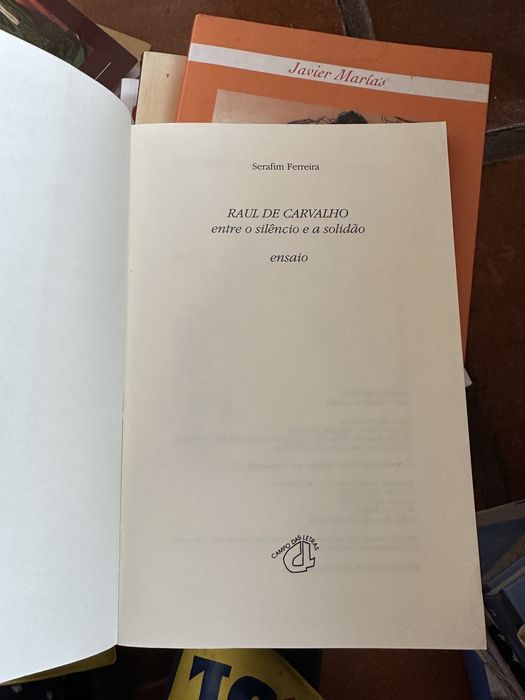 Javier Marías
Serafim Ferreira
RAUL DE CARVALHO
entre o silêncio e a solidão
ensaio
CAMPO DAS LETRAS